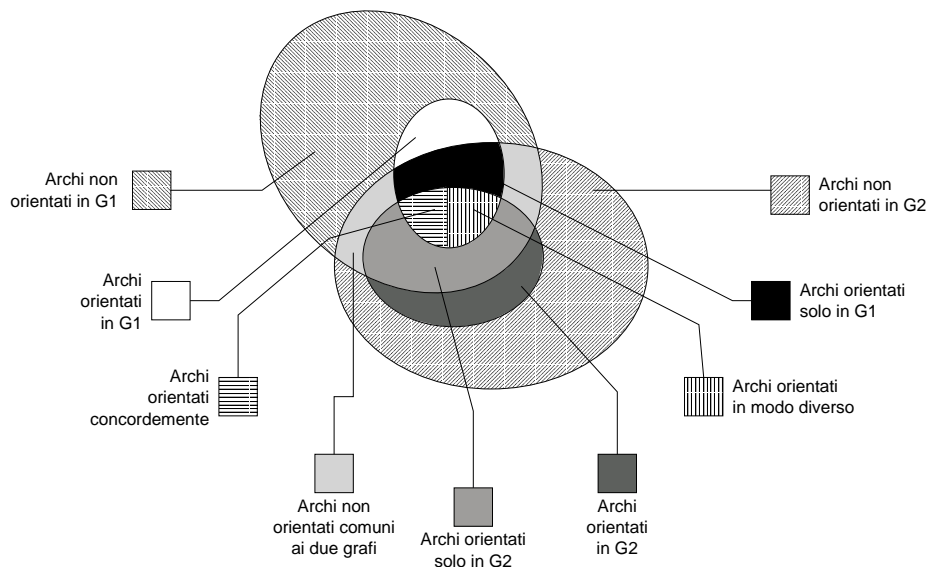 Archi non
orientati in G1
Archi non
orientati in G2
Archi
orientati
in G1
Archi orientati
solo in G1
Archi
orientati
concordemente
Archi orientati
in modo diverso
Archi non
orientati comuni
ai due grafi
Archi orientati
solo in G2
Archi
orientati
in G2